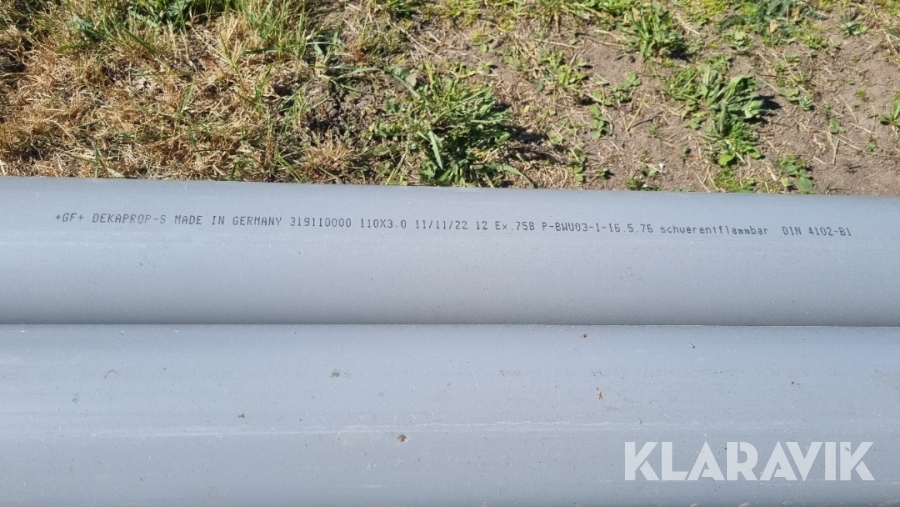 +GF+ DEKAPROP-S MADE IN GERMANY 319110000 110X3.0 11/11/22 12 Ex.75B P-BWU03-I-16.5.76 schwerentflammbar DIN 4102-B1
KLARAVIK